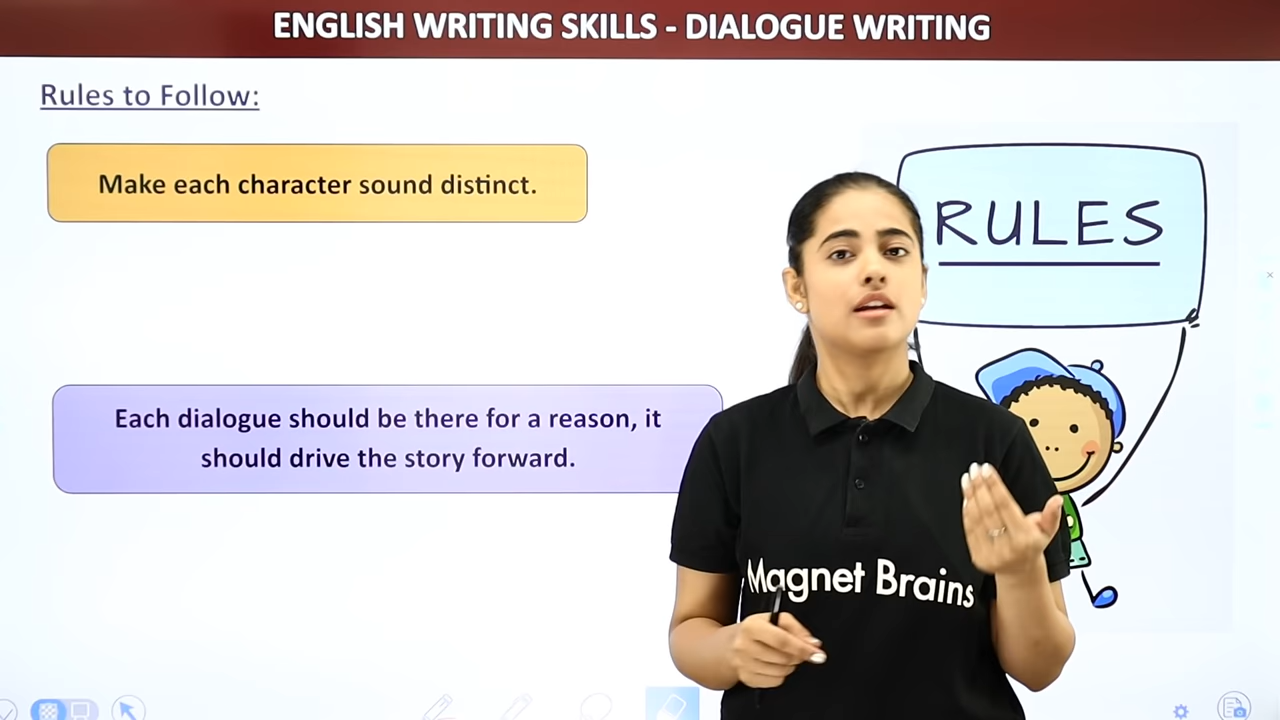 ENGLISH WRITING SKILLS - DIALOGUE WRITING
Rules to Follow:
Make each character sound distinct.
RULES
Each dialogue should be there for a reason, it
should drive the story forward.
Magnet Brains